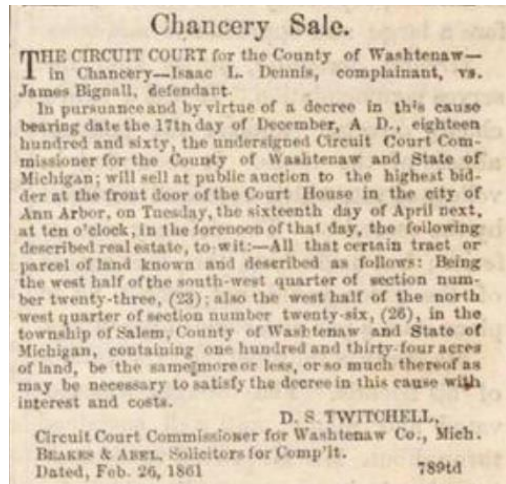 Chancery Sale.
THE CIRCUIT COURT for the County of Washtenaw—
in Chancery—Isaac L. Dennis, complainant, vs.
James Bignall, defendant.
In pursuance and by virtue of a decree in this cause
bearing date the 17th day of December, A. D., eighteen
hundred and sixty, the undersigned Circuit Court Com-
missioner for the County of Washtenaw and State of
Michigan; will sell at public auction to the highest bid-
der at the front door of the Court House in the city of
Ann Arbor, on Tuesday, the sixteenth day of April next,
at ten o'clock, in the forenoon of that day, the following
described real estate, to wit:—All that certain tract or
parcel of land known and described as follows: Being
the west half of the south-west quarter of section num-
ber twenty-three, (23); also the west half of the north
west quarter of section number twenty-six, (26), in the
township of Salem, County of Washtenaw and State of
Michigan, containing one hundred and thirty-four acres
of land, be the same more or less, or so much thereof as
may be necessary to satisfy the decree in this cause with
interest and costs.
D. S. TWITCHELL,
Circuit Court Commissioner for Washtenaw Co., Mich.
BEAKES & ABEL, Solicitors for Comp'lt.
Dated, Feb. 26, 1861 789td